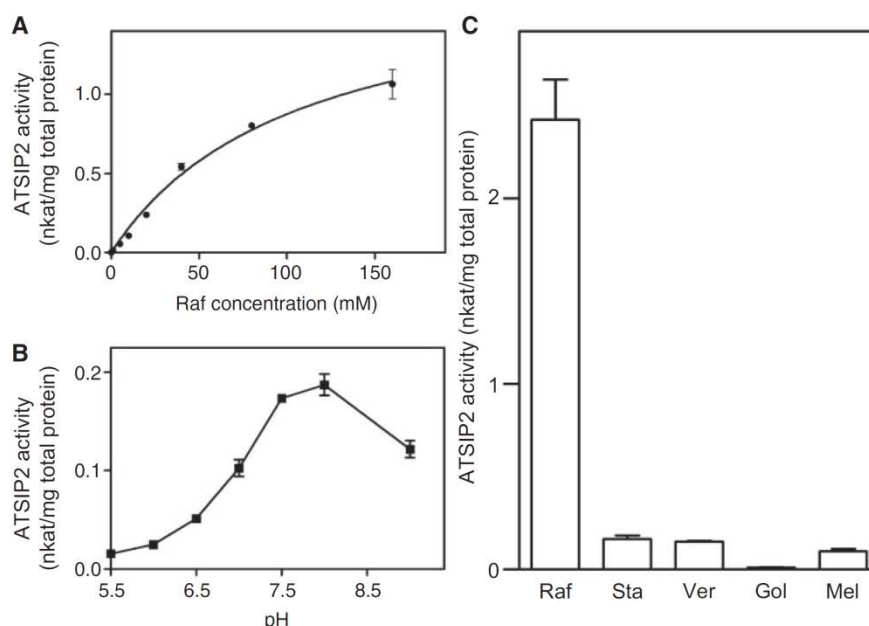 A
ATSIP2 activity
(nkat/mg total protein)
1.0
0.5
0.0
0 50 100 150
Raf concentration (mM)
B
ATSIP2 activity
(nkat/mg total protein)
0.2
0.1
0.0
5.5 6.5 7.5 8.5
pH
C
ATSIP2 activity (nkat/mg total protein)
2
1
0
Raf Sta Ver Gol Mel